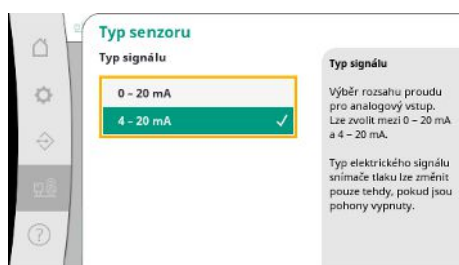 Typ senzoru
Typ signálu
0 – 20 mA
4 – 20 mA
Typ signálu
Výběr rozsahu proudu
pro analogový vstup.
Lze zvolit mezi 0 – 20 mA
a 4 – 20 mA.
Typ elektrického signálu
snímače tlaku lze změnit
pouze tehdy, pokud jsou
pohony vypnuty.